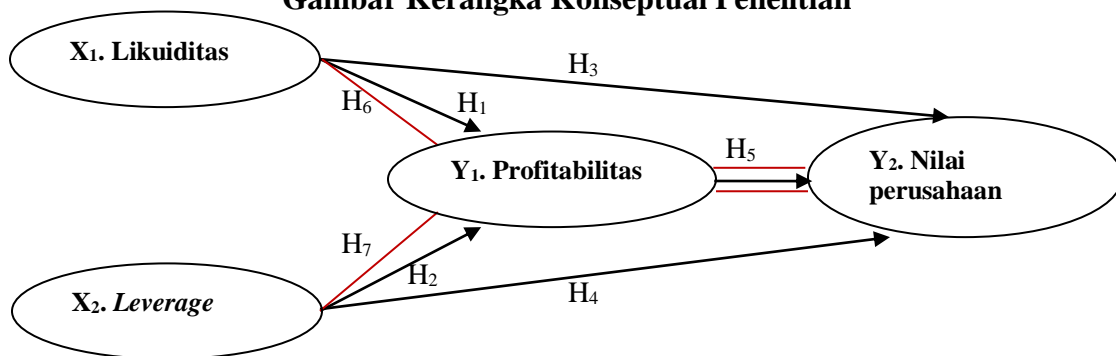 Gambar Kerangka Konseptual Penelitian
X₁. Likuiditas
H₃
H₆
H₁
H₅
Y₁. Profitabilitas
Y₂. Nilai
perusahaan
H₇
H₂
X₂. Leverage
H₄